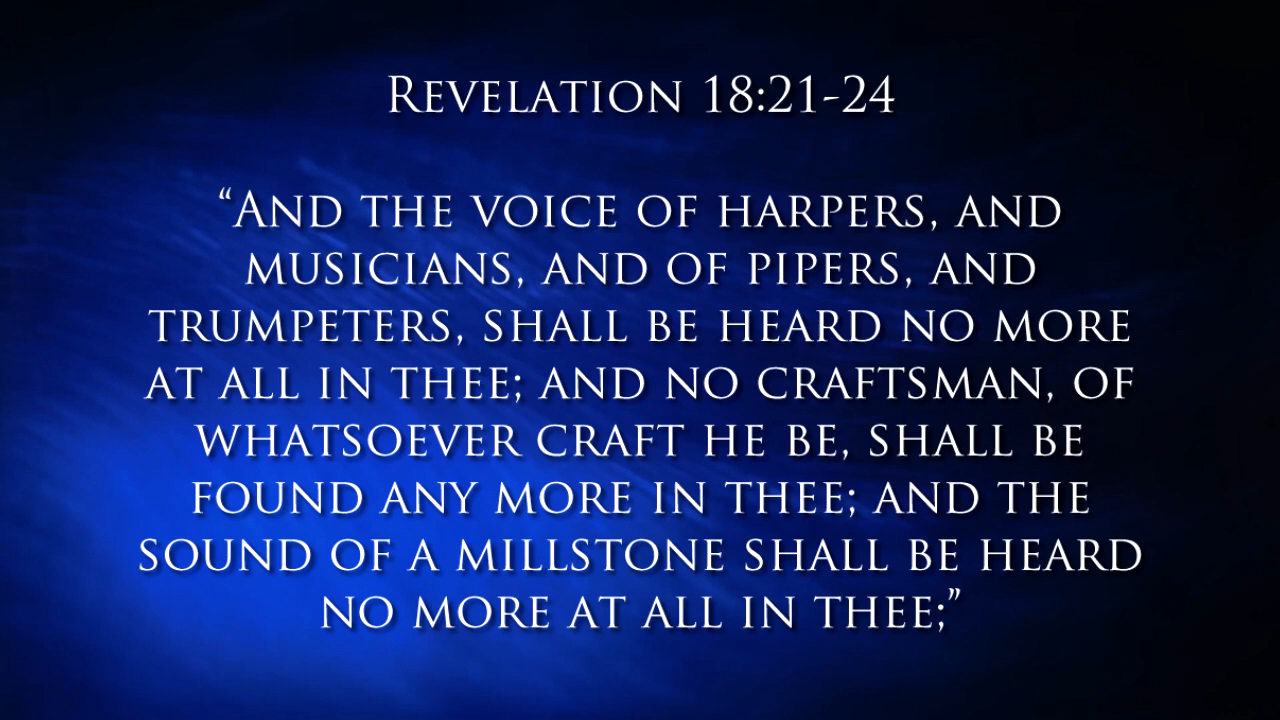 Revelation 18:21-24
“And the voice of harpers, and
musicians, and of pipers, and
trumpeters, shall be heard no more
at all in thee; and no craftsman, of
whatsoever craft he be, shall be
found any more in thee; and the
sound of a millstone shall be heard
no more at all in thee;”